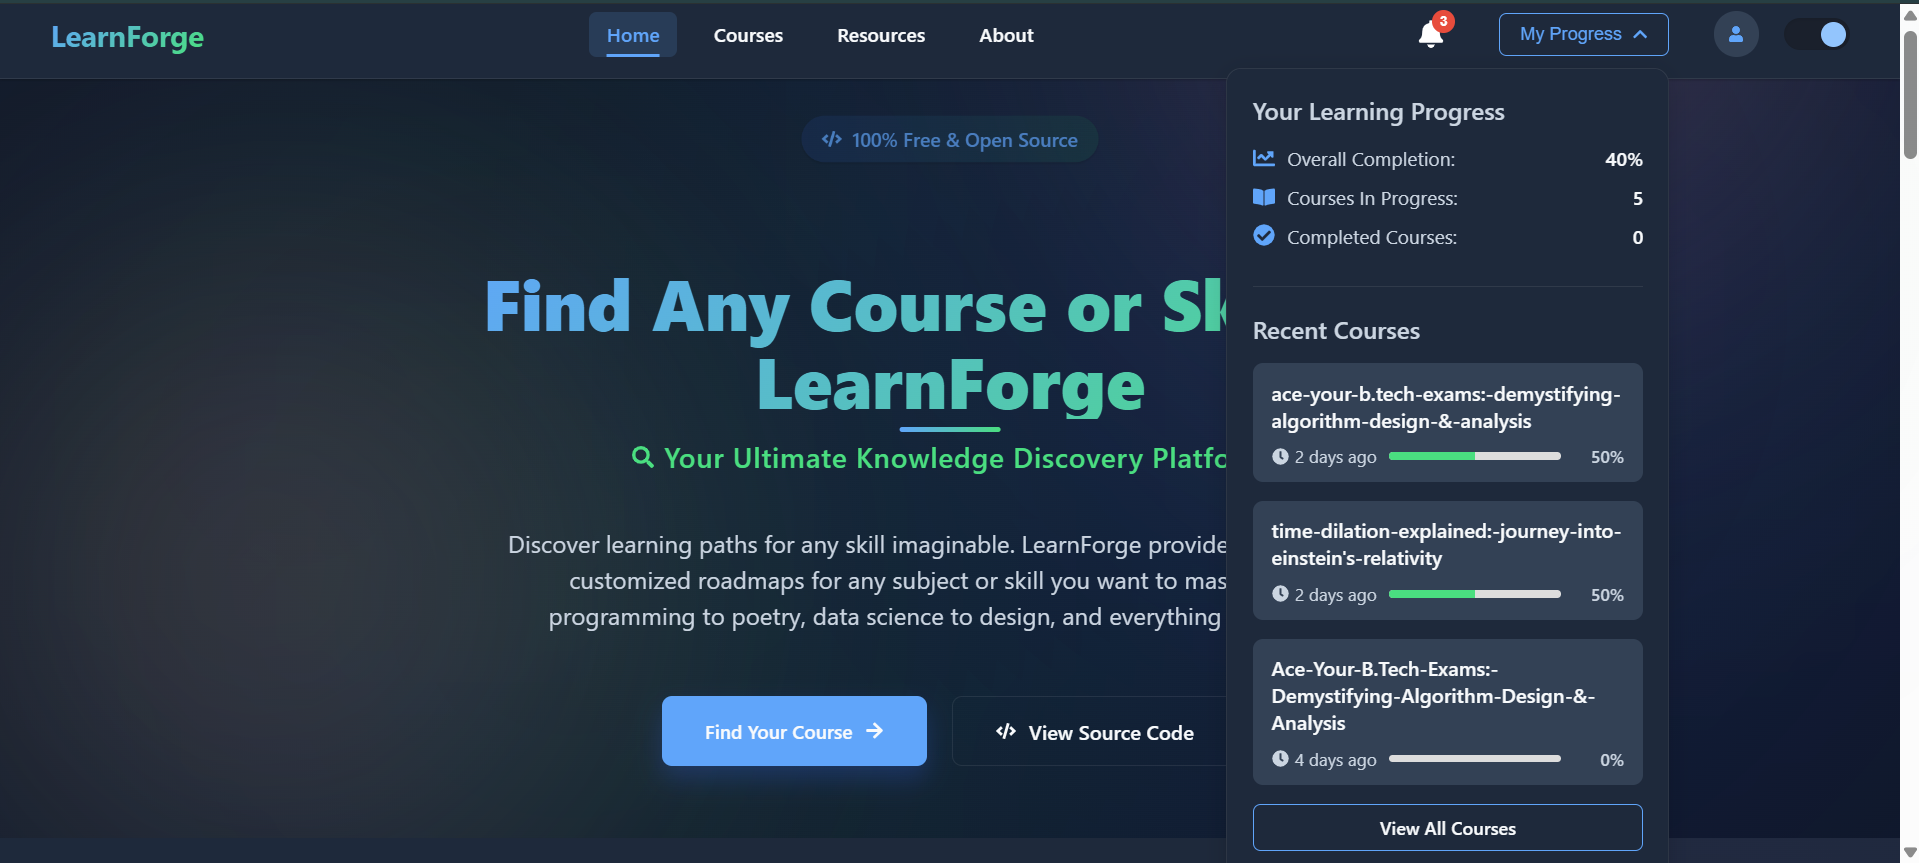 LearnForge
Home
Courses
Resources
About
3
My Progress
100% Free & Open Source
Find Any Course or
LearnForge
Your Ultimate Knowledge Discovery
Discover learning paths for any skill imaginable. LearnForge
customized roadmaps for any subject or skill you want to
programming to poetry, data science to design, and everything
Find Your Course
View Source Code
Your Learning Progress
Overall Completion: 40%
Courses In Progress: 5
Completed Courses: 0
Recent Courses
ace-your-b.tech-exams:-demystifying-
algorithm-design-&-analysis
2 days ago 50%
time-dilation-explained:-journey-into-
einstein's-relativity
2 days ago 50%
Ace-Your-B.Tech-Exams:-
Demystifying-Algorithm-Design-&-
Analysis
4 days ago 0%
View All Courses